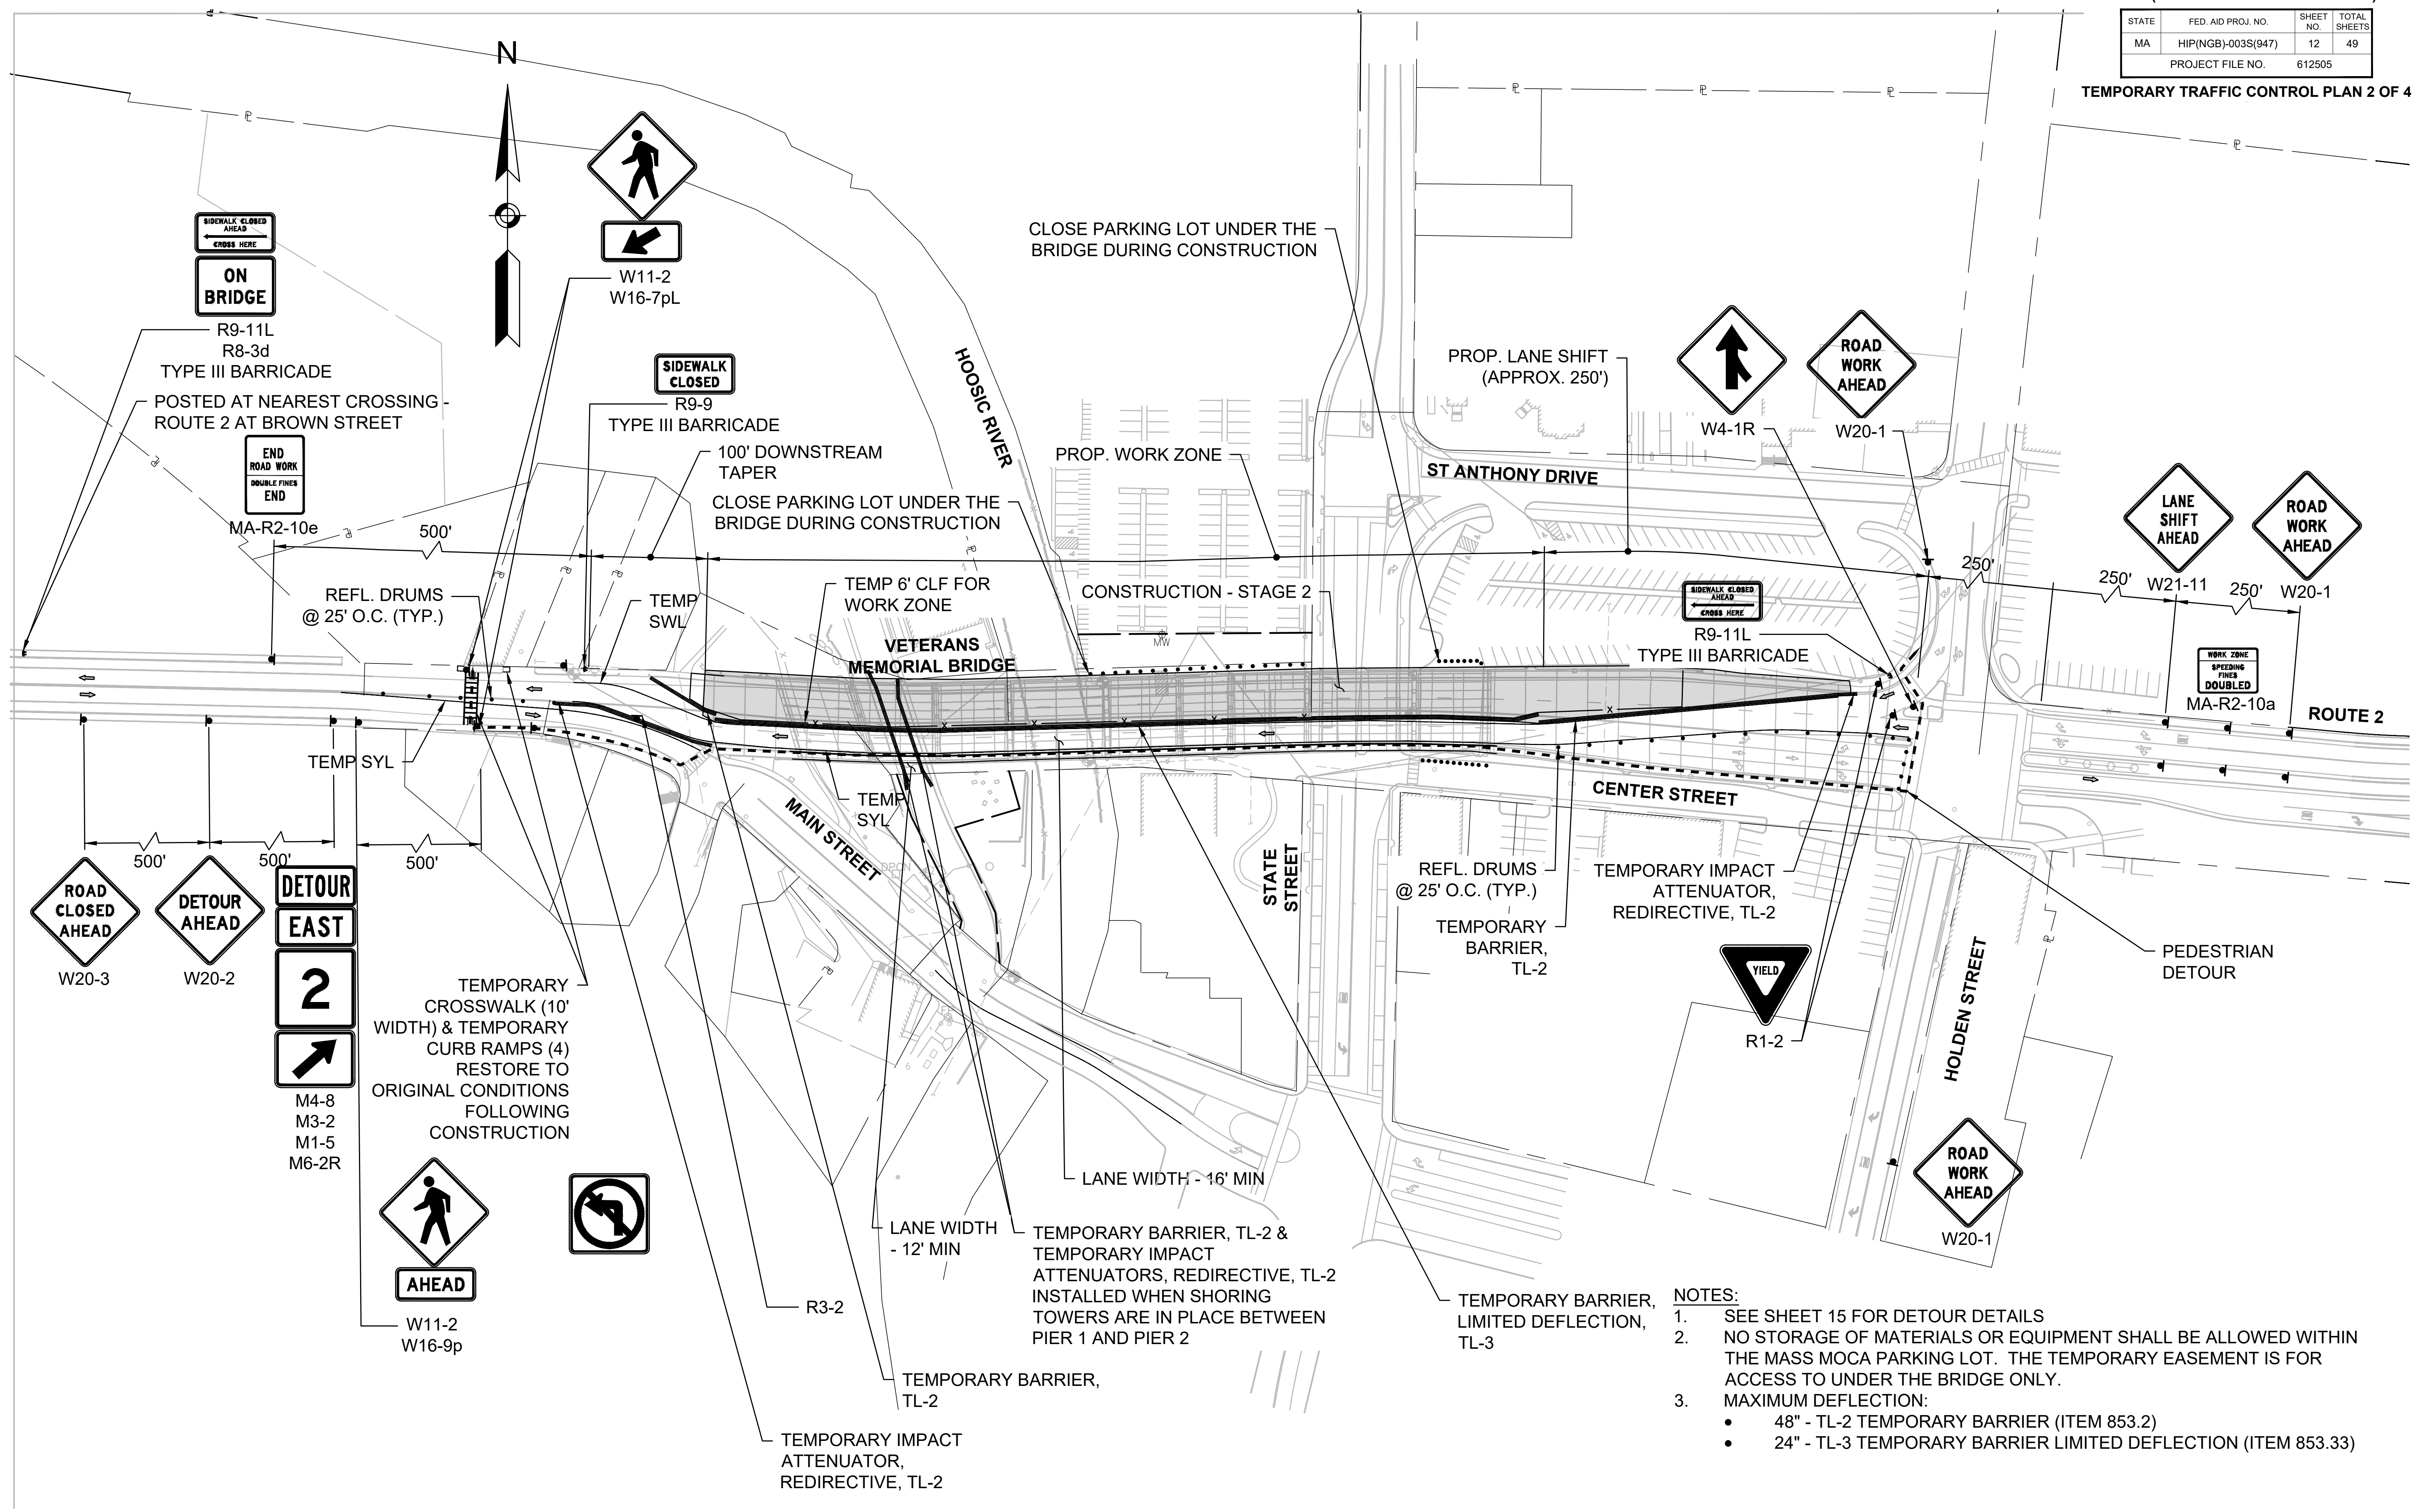 STATE
FED. AID PROJ. NO.
SHEET NO.
TOTAL SHEETS
MA
HIP(NGB)-003S(947)
12
49
PROJECT FILE NO.
612505
TEMPORARY TRAFFIC CONTROL PLAN 2 OF 4
N
SIDEWALK CLOSED
AHEAD
CROSS HERE
ON
BRIDGE
R9-11L
R8-3d
TYPE III BARRICADE
POSTED AT NEAREST CROSSING -
ROUTE 2 AT BROWN STREET
END
ROAD WORK
DOUBLE FINES
END
MA-R2-10e
500'
W11-2
W16-7pL
SIDEWALK
CLOSED
R9-9
TYPE III BARRICADE
100' DOWNSTREAM
TAPER
CLOSE PARKING LOT UNDER THE
BRIDGE DURING CONSTRUCTION
HOOSIC RIVER
CLOSE PARKING LOT UNDER THE
BRIDGE DURING CONSTRUCTION
PROP. WORK ZONE
PROP. LANE SHIFT
(APPROX. 250')
ST ANTHONY DRIVE
W4-1R
ROAD
WORK
AHEAD
W20-1
LANE
SHIFT
AHEAD
W21-11
ROAD
WORK
AHEAD
W20-1
250'
250'
250'
WORK ZONE
SPEEDING
FINES
DOUBLED
MA-R2-10a
ROUTE 2
REFL. DRUMS
@ 25' O.C. (TYP.)
TEMP
SWL
TEMP 6' CLF FOR
WORK ZONE
CONSTRUCTION - STAGE 2
VETERANS
MEMORIAL BRIDGE
MW
SIDEWALK CLOSED
AHEAD
CROSS HERE
R9-11L
TYPE III BARRICADE
TEMP SYL
TEMP
SYL
MAIN STREET
STATE
STREET
CENTER STREET
HOLDEN STREET
500'
500'
500'
ROAD
CLOSED
AHEAD
W20-3
DETOUR
AHEAD
W20-2
DETOUR
EAST
2
M4-8
M3-2
M1-5
M6-2R
TEMPORARY
CROSSWALK (10'
WIDTH) & TEMPORARY
CURB RAMPS (4)
RESTORE TO
ORIGINAL CONDITIONS
FOLLOWING
CONSTRUCTION
AHEAD
W11-2
W16-9p
R3-2
LANE WIDTH
- 12' MIN
LANE WIDTH - 16' MIN
TEMPORARY BARRIER, TL-2 &
TEMPORARY IMPACT
ATTENUATORS, REDIRECTIVE, TL-2
INSTALLED WHEN SHORING
TOWERS ARE IN PLACE BETWEEN
PIER 1 AND PIER 2
TEMPORARY BARRIER,
TL-2
TEMPORARY IMPACT
ATTENUATOR,
REDIRECTIVE, TL-2
REFL. DRUMS
@ 25' O.C. (TYP.)
TEMPORARY
BARRIER,
TL-2
TEMPORARY IMPACT
ATTENUATOR,
REDIRECTIVE, TL-2
YIELD
R1-2
PEDESTRIAN
DETOUR
ROAD
WORK
AHEAD
W20-1
TEMPORARY BARRIER,
LIMITED DEFLECTION,
TL-3
NOTES:
1. SEE SHEET 15 FOR DETOUR DETAILS
2. NO STORAGE OF MATERIALS OR EQUIPMENT SHALL BE ALLOWED WITHIN
THE MASS MOCA PARKING LOT. THE TEMPORARY EASEMENT IS FOR
ACCESS TO UNDER THE BRIDGE ONLY.
3. MAXIMUM DEFLECTION:
• 48" - TL-2 TEMPORARY BARRIER (ITEM 853.2)
• 24" - TL-3 TEMPORARY BARRIER LIMITED DEFLECTION (ITEM 853.33)